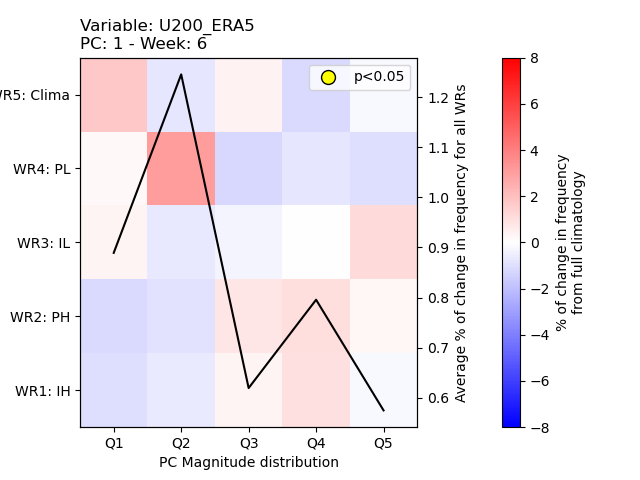 Variable: U200_ERA5
PC: 1 - Week: 6
p<0.05
WR5: Clima
WR4: PL
WR3: IL
WR2: PH
WR1: IH
Q1 Q2 Q3 Q4 Q5
PC Magnitude distribution
1.2
1.1
1.0
0.9
0.8
0.7
0.6
Average % of change in frequency for all WRs
8
6
4
2
0
−2
−4
−6
−8
% of change in frequency
from full climatology